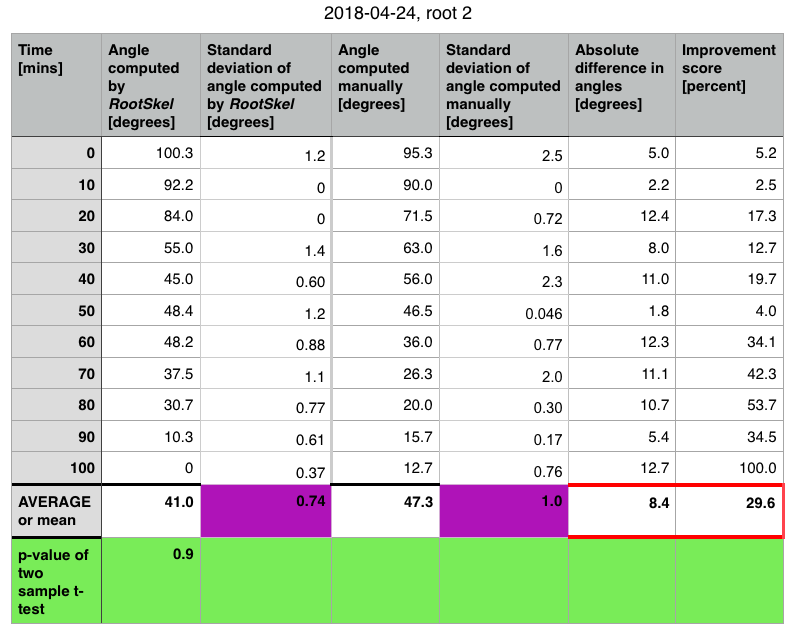 2018-04-24, root 2
Time [mins] Angle computed by RootSkel [degrees] Standard deviation of angle computed by RootSkel [degrees] Angle computed manually [degrees] Standard deviation of angle computed manually [degrees] Absolute difference in angles [degrees] Improvement score [percent]
0 100.3 1.2 95.3 2.5 5.0 5.2
10 92.2 0 90.0 0 2.2 2.5
20 84.0 0 71.5 0.72 12.4 17.3
30 55.0 1.4 63.0 1.6 8.0 12.7
40 45.0 0.60 56.0 2.3 11.0 19.7
50 48.4 1.2 46.5 0.046 1.8 4.0
60 48.2 0.88 36.0 0.77 12.3 34.1
70 37.5 1.1 26.3 2.0 11.1 42.3
80 30.7 0.77 20.0 0.30 10.7 53.7
90 10.3 0.61 15.7 0.17 5.4 34.5
100 0 0.37 12.7 0.76 12.7 100.0
AVERAGE or mean 41.0 0.74 47.3 1.0 8.4 29.6
p-value of two sample t-test 0.9